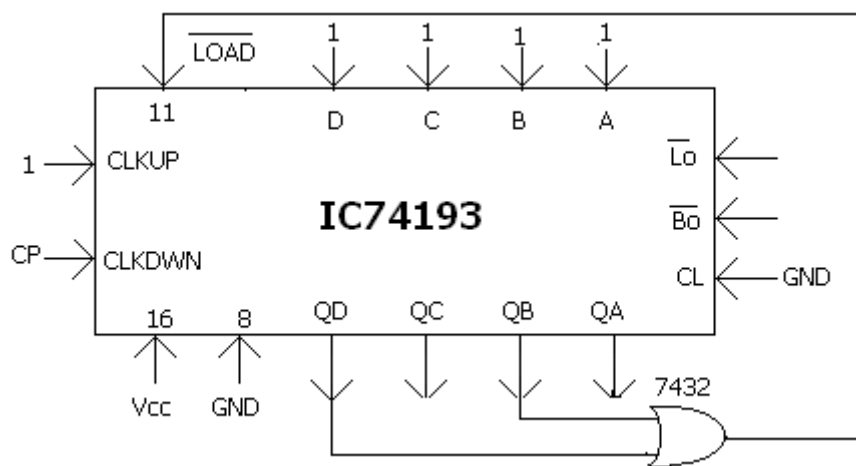 1 1 1 1
LOAD
11 D C B A
1 CLKUP Lo
IC74193
Bo
CP CLKDWN
CL GND
16 8 QD QC QB QA
Vcc GND
7432